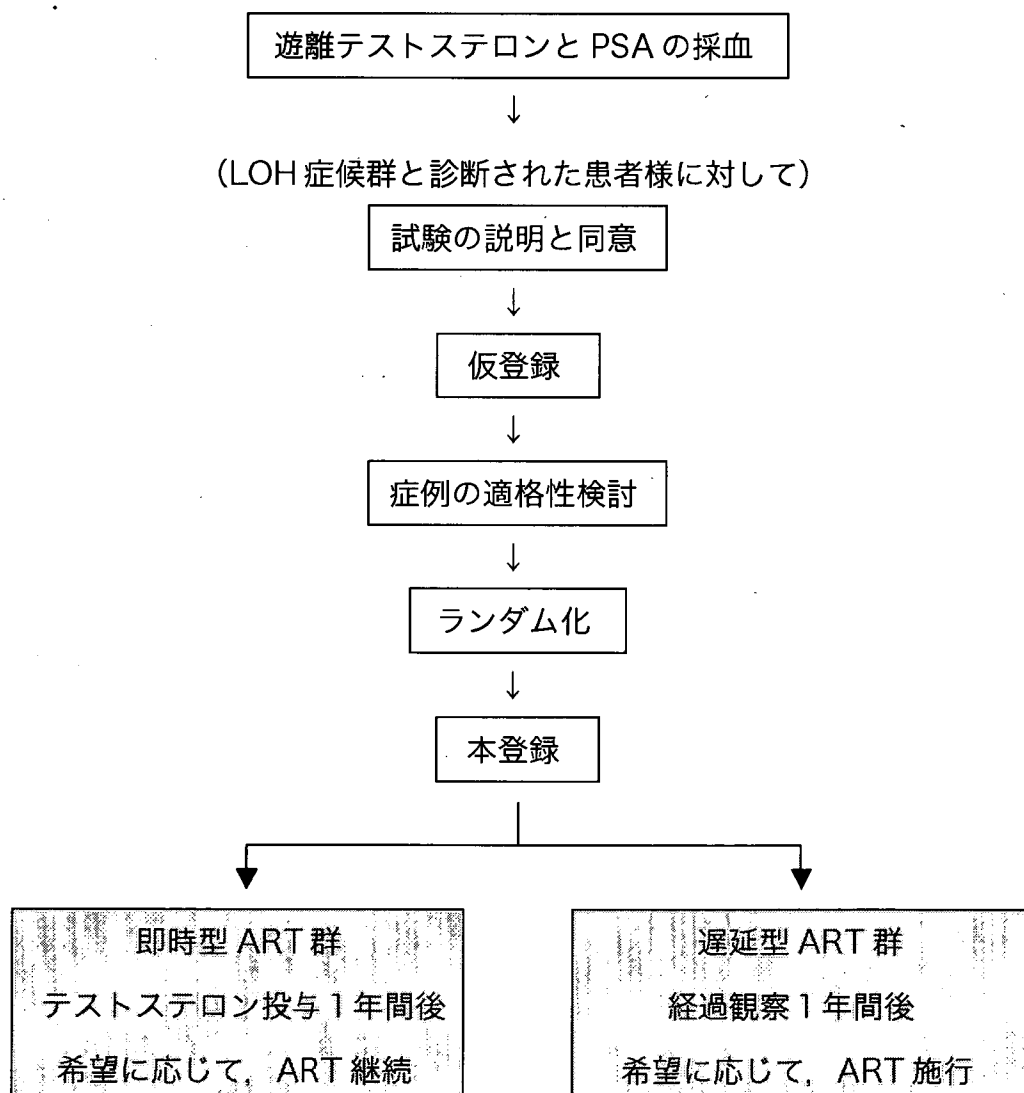 遊離テストステロンと PSA の採血
↓
（LOH 症候群と診断された患者様に対して）
試験の説明と同意
↓
仮登録
↓
症例の適格性検討
↓
ランダム化
↓
本登録
即時型 ART 群
テストステロン投与 1 年間後
希望に応じて，ART 継続
遅延型 ART 群
経過観察 1 年間後
希望に応じて，ART 施行